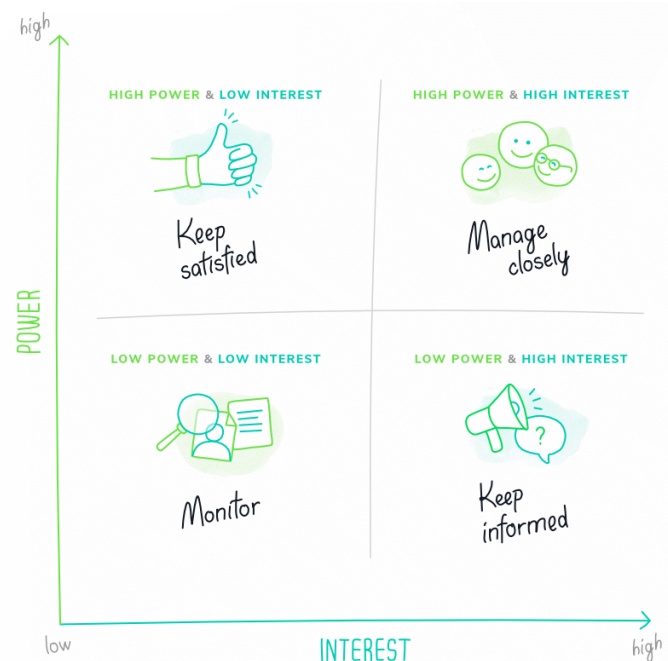 high
HIGH POWER & LOW INTEREST
HIGH POWER & HIGH INTEREST
Keep
satisfied
Manage
closely
POWER
LOW POWER & LOW INTEREST
LOW POWER & HIGH INTEREST
?
Monitor
Keep
informed
low
INTEREST
high